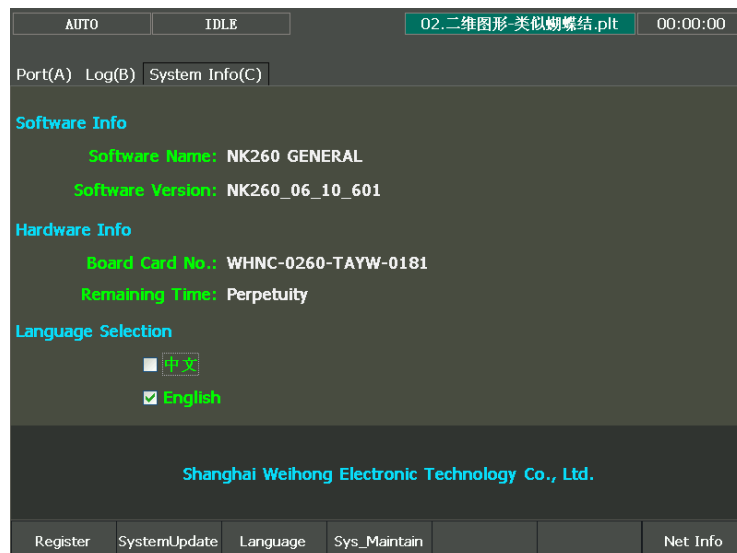 AUTO IDLE 02.二维图形-类似蝴蝶结.plt 00:00:00
Port(A) Log(B) System Info(C)
Software Info
Software Name: NK260 GENERAL
Software Version: NK260_06_10_601
Hardware Info
Board Card No.: WHNC-0260-TAYW-0181
Remaining Time: Perpetuity
Language Selection
中文
English
Shanghai Weihong Electronic Technology Co., Ltd.
Register SystemUpdate Language Sys_Maintain Net Info